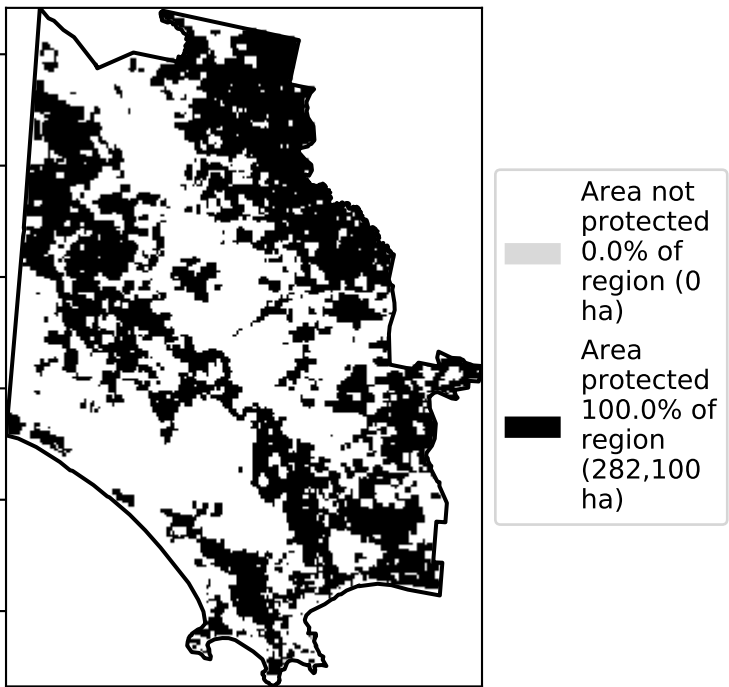 Area not
protected
0.0% of
region (0
ha)
Area
protected
100.0% of
region
(282,100
ha)